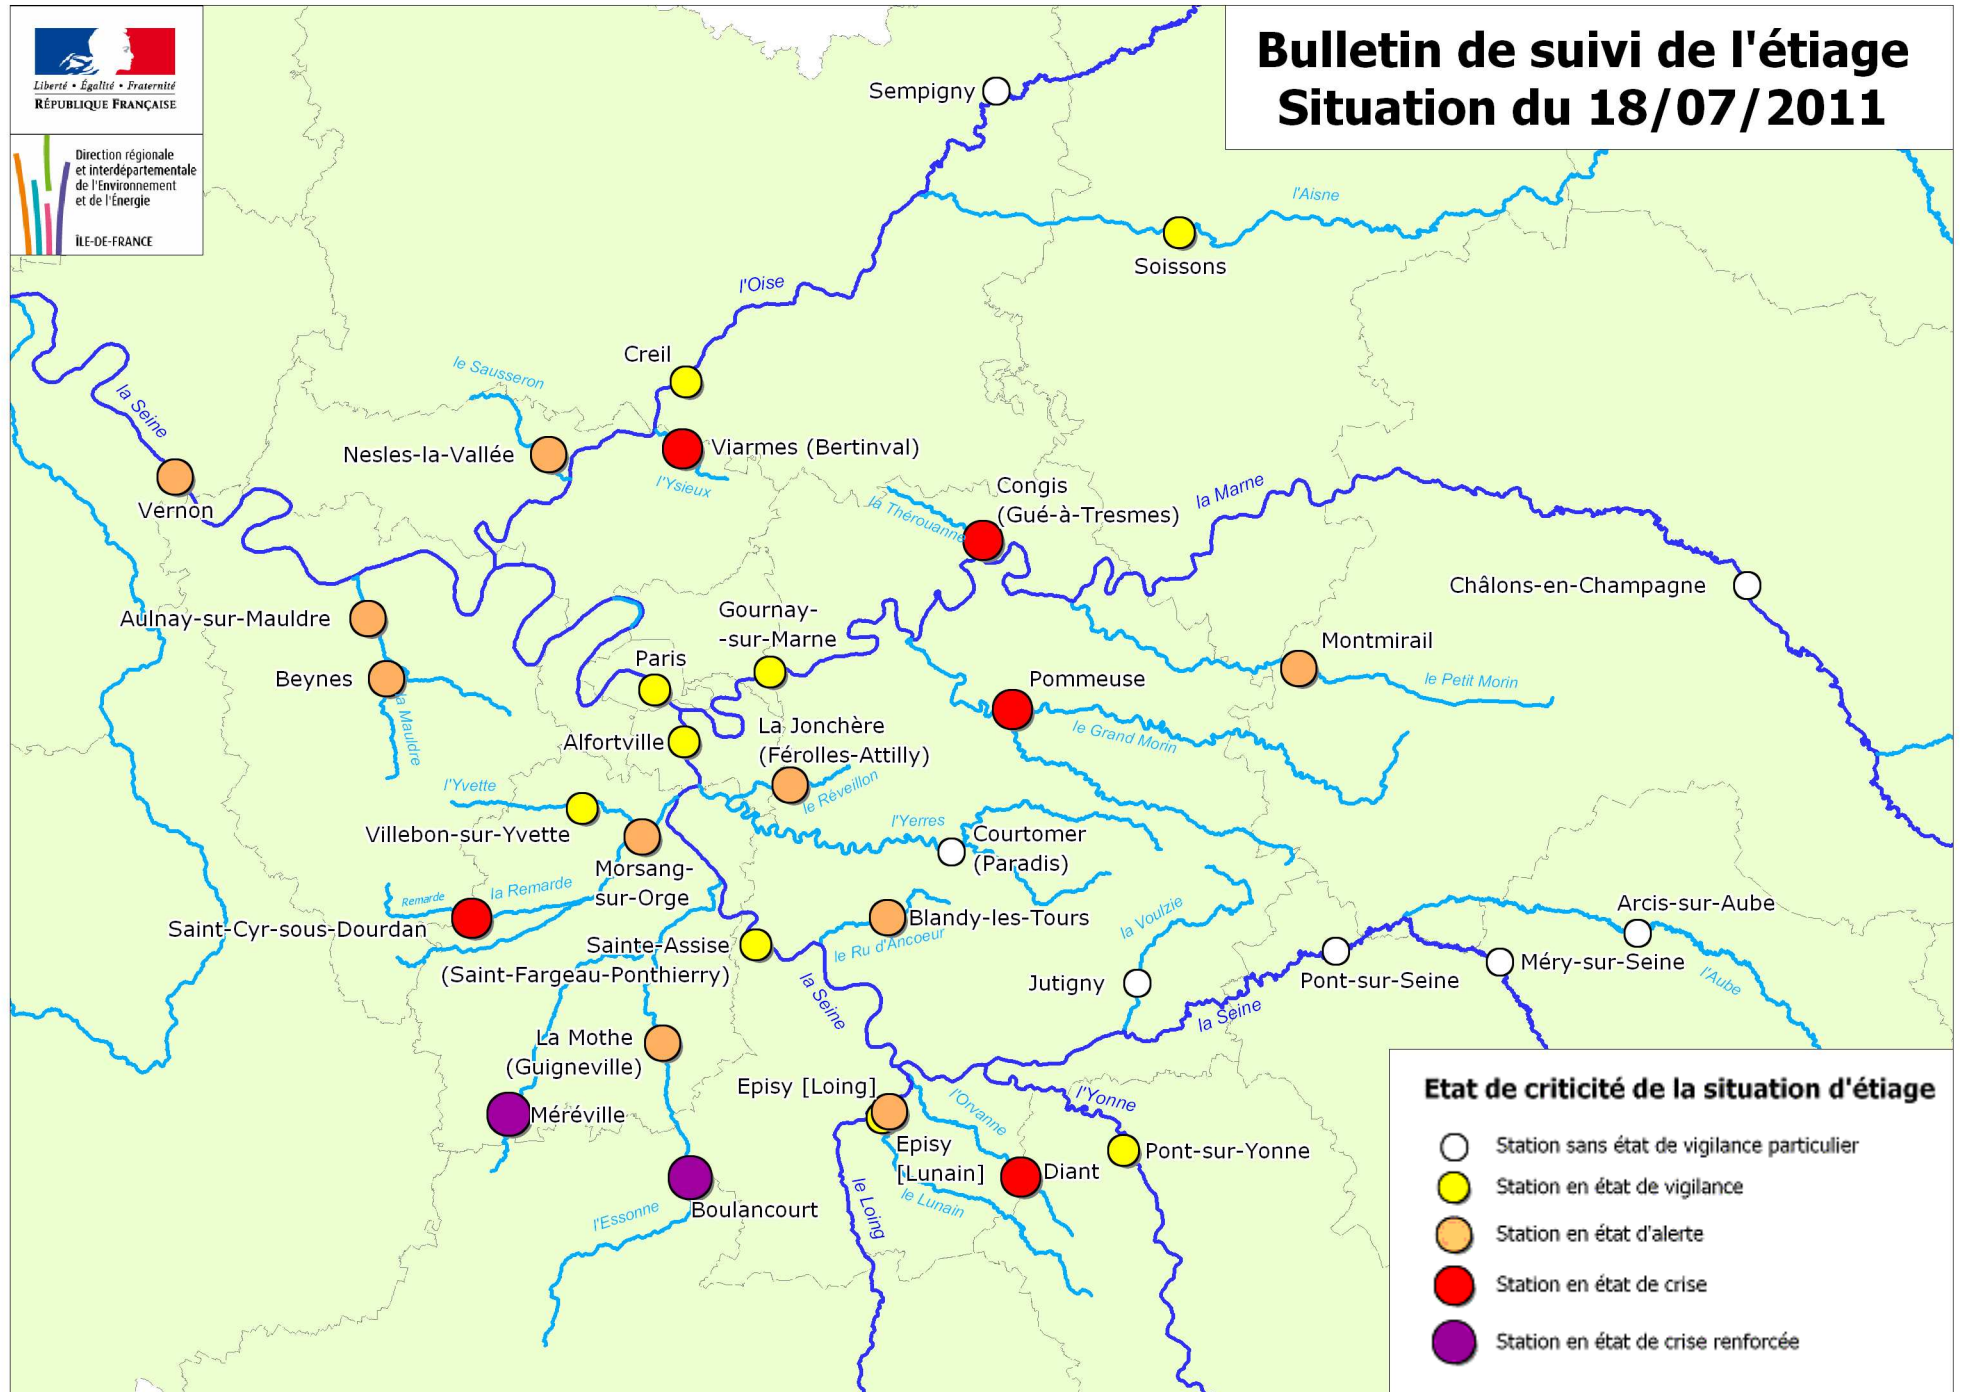 Liberté • Égalité • Fraternité
RÉPUBLIQUE FRANÇAISE
Direction régionale
et interdépartementale
de l'Environnement
et de l'Énergie
ÎLE-DE-FRANCE
Bulletin de suivi de l'étiage
Situation du 18/07/2011
Sempigny
l'Aisne
Soissons
l'Oise
Creil
le Sausseron
la Seine
Nesles-la-Vallée
Viarmes (Bertinval)
l'Ysieux
Vernon
Congis
(Gué-à-Tresmes)
la Thérouanne
la Marne
Châlons-en-Champagne
Aulnay-sur-Mauldre
Gournay-
-sur-Marne
Montmirail
Paris
Beynes
la Mauldre
Pommeuse
le Petit Morin
le Grand Morin
Alfortville
La Jonchère
(Férolles-Attilly)
le Réveillon
l'Yvette
Villebon-sur-Yvette
l'Yerres
Courtomer
(Paradis)
Morsang-
sur-Orge
Remarde
la Remarde
Saint-Cyr-sous-Dourdan
Blandy-les-Tours
le Ru d'Ancoeur
la Voulzie
Arcis-sur-Aube
Sainte-Assise
(Saint-Fargeau-Ponthierry)
la Seine
Jutigny
Pont-sur-Seine
Méry-sur-Seine
l'Aube
la Seine
La Mothe
(Guigneville)
Méréville
Episy [Loing]
l'Orvanne
l'Yonne
Episy
[Lunain]
Diant
Pont-sur-Yonne
le Lunain
le Loing
Boulancourt
l'Essonne
Etat de criticité de la situation d'étiage
Station sans état de vigilance particulier
Station en état de vigilance
Station en état d'alerte
Station en état de crise
Station en état de crise renforcée